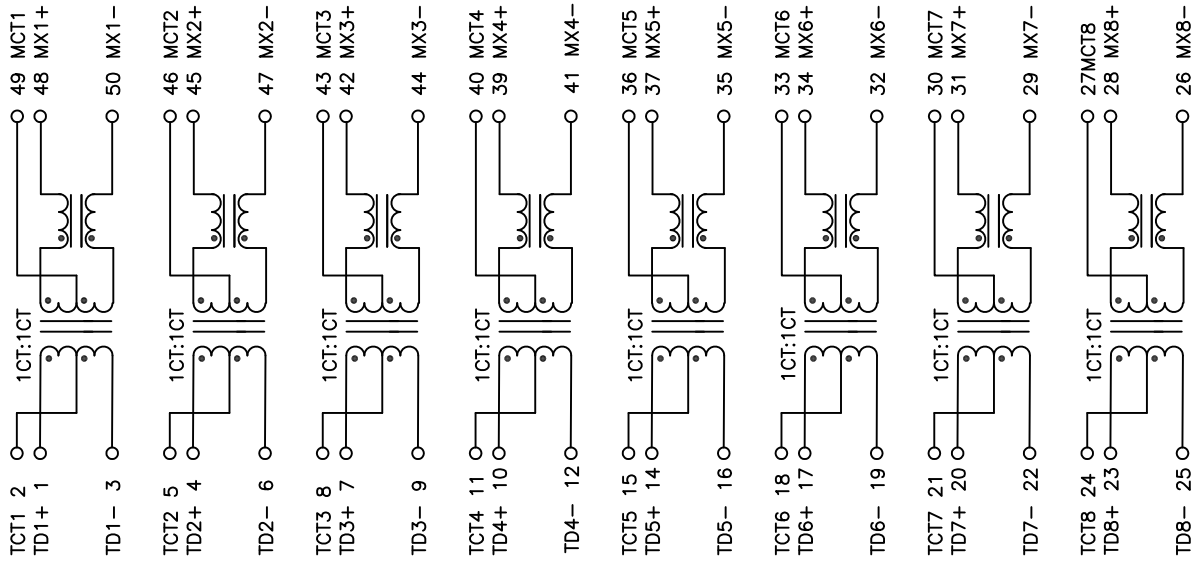 49 MCT1
48 MX1+
50 MX1-
46 MCT2
45 MX2+
47 MX2-
43 MCT3
42 MX3+
44 MX3-
40 MCT4
39 MX4+
41 MX4-
36 MCT5
37 MX5+
35 MX5-
33 MCT6
34 MX6+
32 MX6-
30 MCT7
31 MX7+
29 MX7-
27MCT8
28 MX8+
26 MX8-
1CT:1CT
1CT:1CT
1CT:1CT
1CT:1CT
1CT:1CT
1CT:1CT
1CT:1CT
1CT:1CT
TCT1 2
TD1+ 1
TD1- 3
TCT2 5
TD2+ 4
TD2- 6
TCT3 8
TD3+ 7
TD3- 9
TCT4 11
TD4+ 10
TD4- 12
TCT5 15
TD5+ 14
TD5- 16
TCT6 18
TD6+ 17
TD6- 19
TCT7 21
TD7+ 20
TD7- 22
TCT8 24
TD8+ 23
TD8- 25